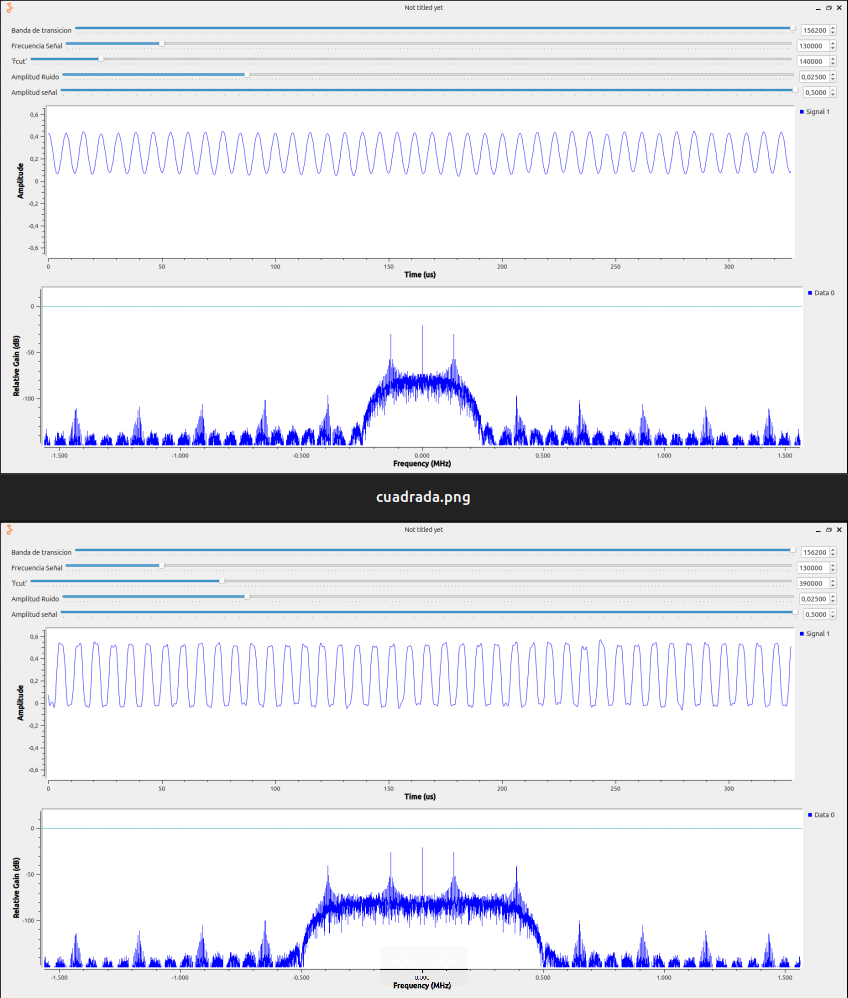 Not titled yet
Banda de transicion 156200
Frecuencia Señal 130000
'fcut' 140000
Amplitud Ruido 0,02500
Amplitud señal 0,5000
Signal 1
0,6
0,4
0,2
0
-0,2
-0,4
-0,6
Amplitude
0 50 100 150 200 250 300
Time (us)
Data 0
0
-50
-100
Relative Gain (dB)
-1.500 -1.000 -0.500 0.000 0.500 1.000 1.500
Frequency (MHz)
cuadrada.png
Not titled yet
Banda de transicion 156200
Frecuencia Señal 130000
'fcut' 390000
Amplitud Ruido 0,02500
Amplitud señal 0,5000
Signal 1
0,6
0,4
0,2
0
-0,2
-0,4
-0,6
Amplitude
0 50 100 150 200 250 300
Time (us)
Data 0
0
-50
-100
Relative Gain (dB)
-1.500 -1.000 -0.500 0.000 0.500 1.000 1.500
Frequency (MHz)